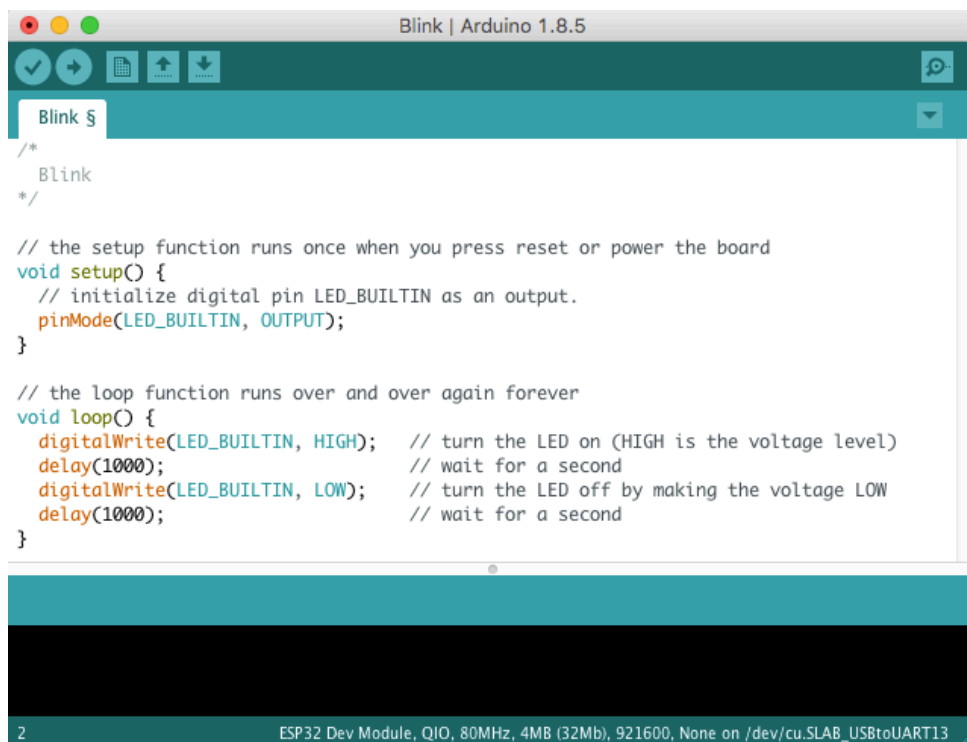 Blink | Arduino 1.8.5
Blink §
/*
  Blink
*/
// the setup function runs once when you press reset or power the board
void setup() {
  // initialize digital pin LED_BUILTIN as an output.
  pinMode(LED_BUILTIN, OUTPUT);
}
// the loop function runs over and over again forever
void loop() {
  digitalWrite(LED_BUILTIN, HIGH);   // turn the LED on (HIGH is the voltage level)
  delay(1000);                       // wait for a second
  digitalWrite(LED_BUILTIN, LOW);    // turn the LED off by making the voltage LOW
  delay(1000);                       // wait for a second
}
2 ESP32 Dev Module, QIO, 80MHz, 4MB (32Mb), 921600, None on /dev/cu.SLAB_USBtoUART13